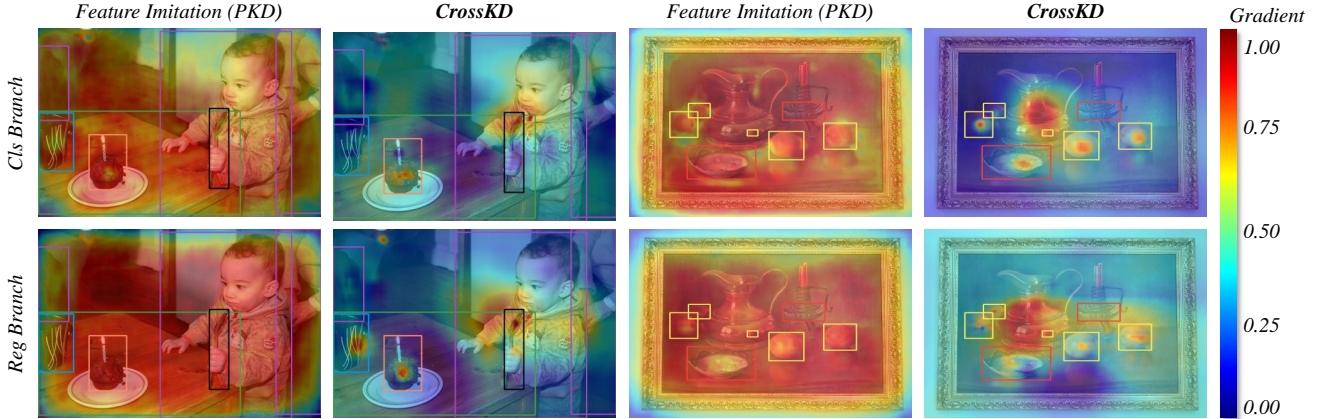 Feature Imitation (PKD) CrossKD Feature Imitation (PKD) CrossKD Gradient
Cls Branch
Reg Branch
1.00
0.75
0.50
0.25
0.00